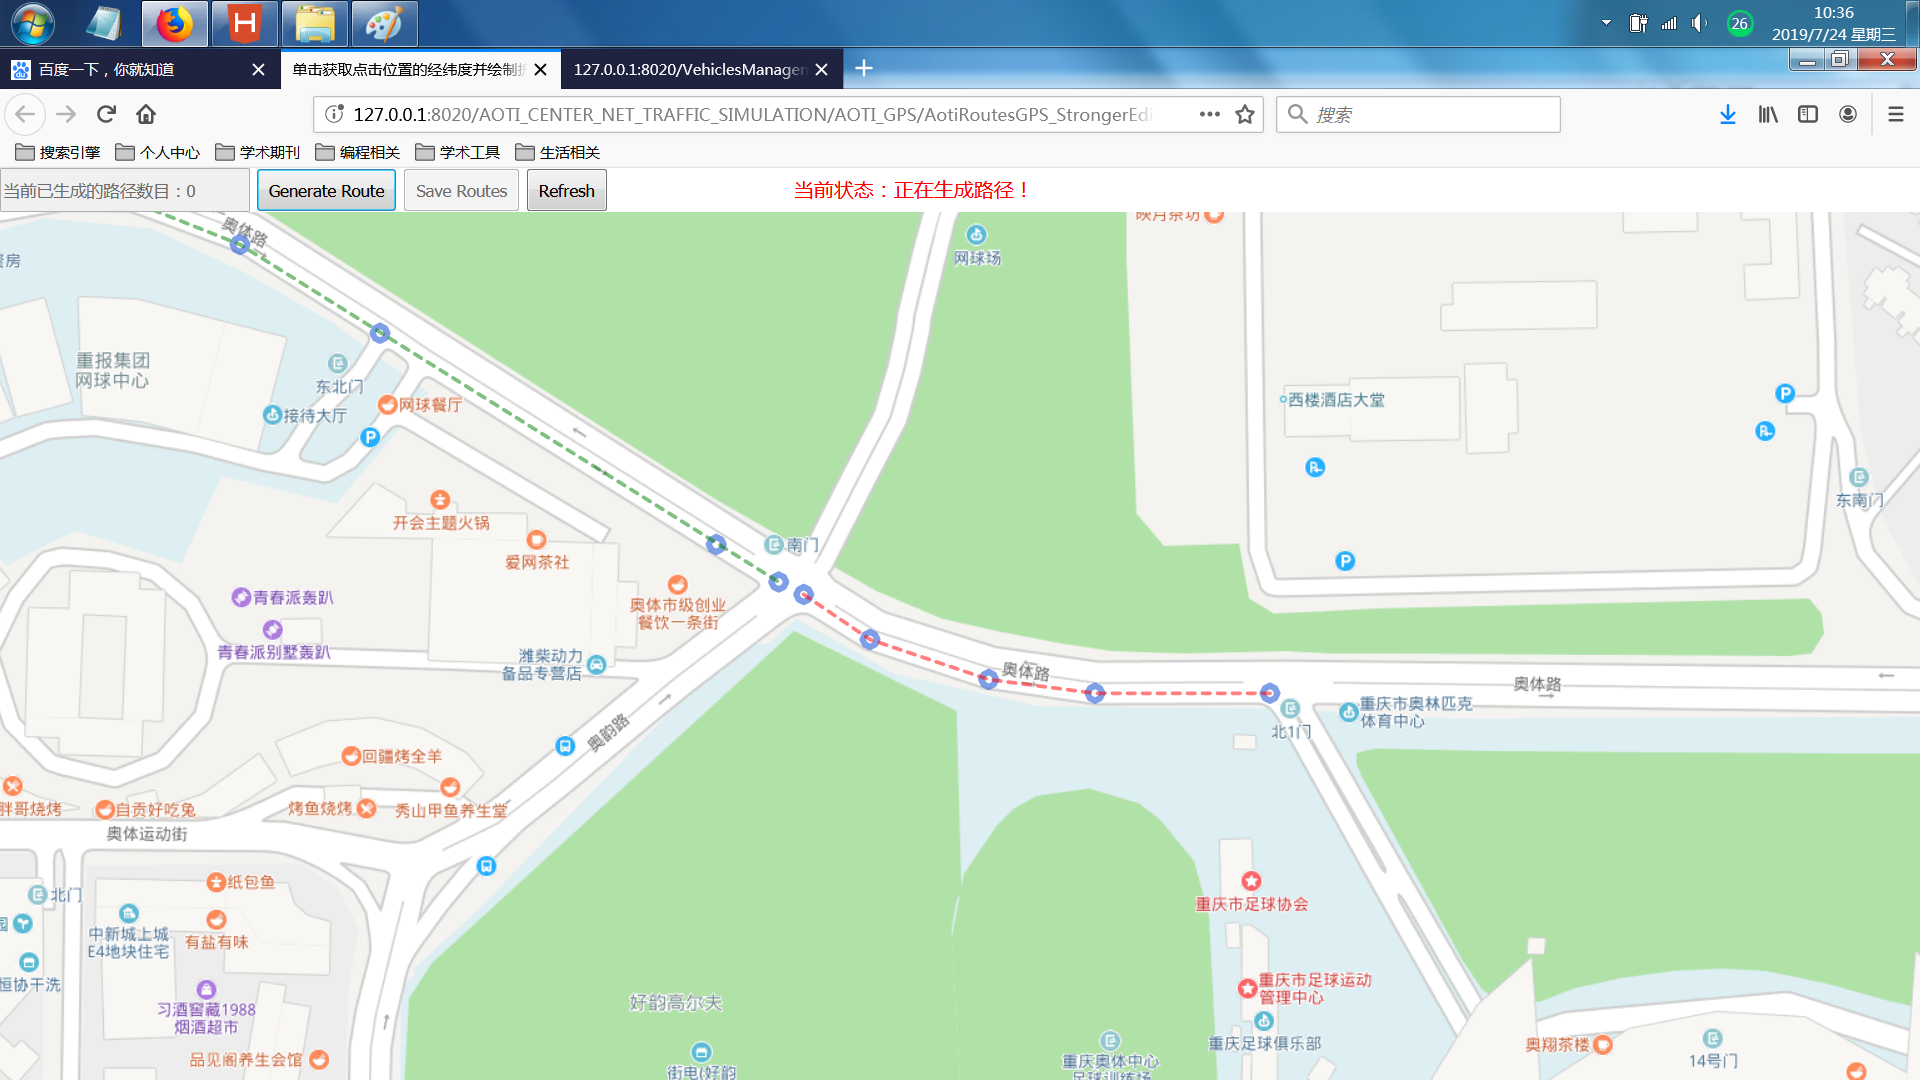 10:36
26
2019/7/24 星期三
百度一下，你就知道
单击获取点击位置的经纬度并绘制折
127.0.0.1:8020/VehiclesManagem
127.0.0.1:8020/AOTI_CENTER_NET_TRAFFIC_SIMULATION/AOTI_GPS/AotiRoutesGPS_StrongerEdi
搜索
搜索引擎
个人中心
学术期刊
编程相关
学术工具
生活相关
当前已生成的路径数目：0
Generate Route
Save Routes
Refresh
当前状态：正在生成路径！
映月茶坊
奥体路
网球场
餐房
重报集团
网球中心
东北门
接待大厅
网球餐厅
P
西楼酒店大堂
P
东南门
开会主题火锅
爱网茶社
南门
P
青春派轰趴
奥体市级创业
餐饮一条街
青春派别墅轰趴
潍柴动力
备品专营店
奥体路
奥体路
重庆市奥林匹克
体育中心
北1门
奥韵路
回疆烤全羊
胖哥烧烤
自贡好吃兔
烤鱼烧烤
秀山甲鱼养生堂
奥体运动街
纸包鱼
北门
重庆市足球协会
园
中新城上城
E4地块住宅
有盐有味
恒协干洗
习酒窖藏1988
烟酒超市
好韵高尔夫
重庆市足球运动
管理中心
重庆足球俱乐部
奥翔茶楼
14号门
品见阁养生会馆
街电(好韵
重庆奥体中心
足球训练场